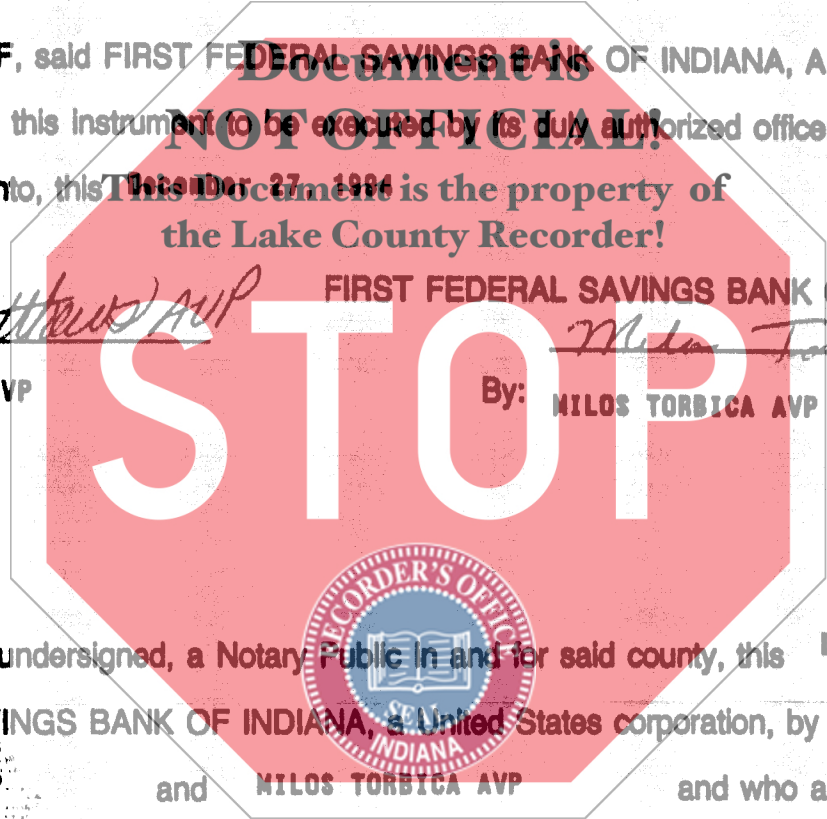 F, said FIRST FEDERAL SAVINGS BANK OF INDIANA, A
Document is
this instrument to be executed by its duly authorized office
NOT OFFICIAL!
nto, this December 27, 1994
This Document is the property of
the Lake County Recorder!
FIRST FEDERAL SAVINGS BANK
AVP
STOP
VP
By: MILOS TORBICA AVP
RECORDER'S OFFICE
SEAL
INDIANA
undersigned, a Notary Public in and for said county, this
INGS BANK OF INDIANA, a United States corporation, by
and MILOS TORBICA AVP and who a